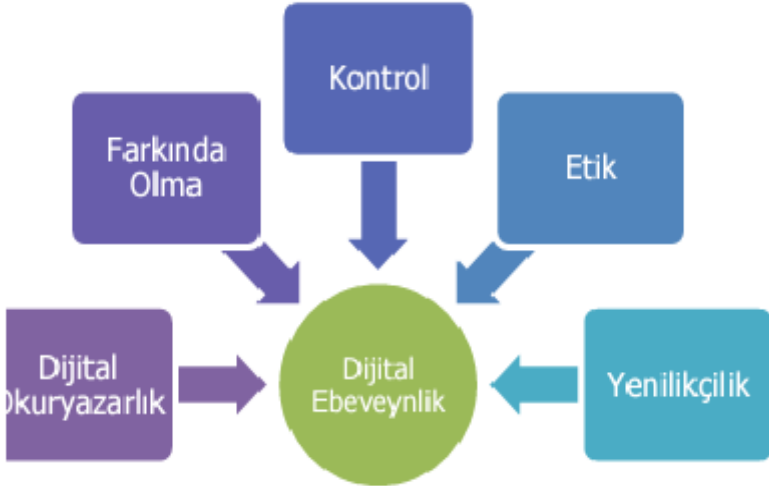 Kontrol
Farkında
Olma
Etik
Dijital
Okuryazarlık
Dijital
Ebeveynlik
Yenilikçilik